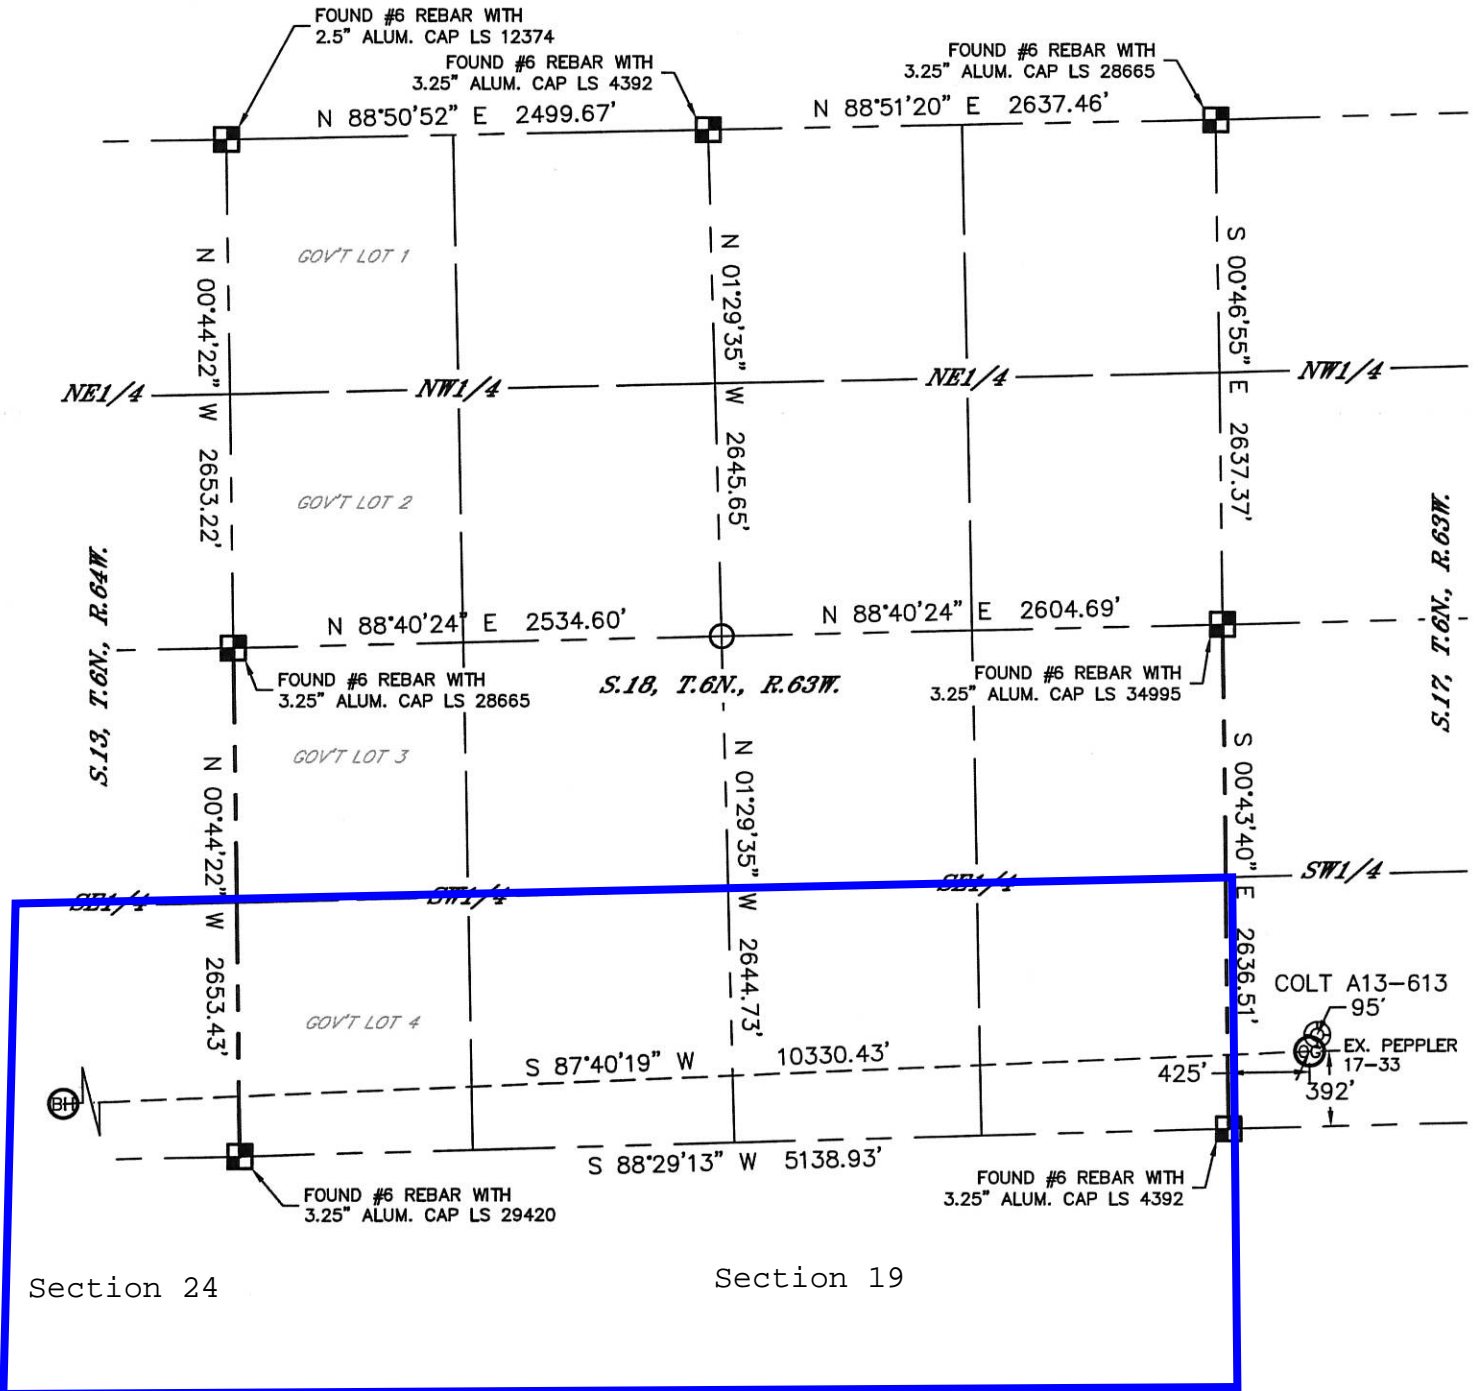 FOUND #6 REBAR WITH
2.5" ALUM. CAP LS 12374
FOUND #6 REBAR WITH
3.25" ALUM. CAP LS 4392
FOUND #6 REBAR WITH
3.25" ALUM. CAP LS 28665
N 88°50'52" E 2499.67'
N 88°51'20" E 2637.46'
GOV'T LOT 1
N 00°44'22" W 2653.22'
N 01°29'35" W 2645.65'
S 00°46'55" E 2637.37'
NE1/4
NW1/4
NE1/4
NW1/4
GOV'T LOT 2
S.13, T.6N., R.64W.
S.17, T.6N., R.63W.
N 88°40'24" E 2534.60'
N 88°40'24" E 2604.69'
FOUND #6 REBAR WITH
3.25" ALUM. CAP LS 28665
S.18, T.6N., R.63W.
FOUND #6 REBAR WITH
3.25" ALUM. CAP LS 34995
GOV'T LOT 3
N 00°44'22" W 2653.43'
N 01°29'35" W 2644.73'
S 00°43'40" E 2636.51'
SE1/4
SW1/4
SE1/4
SW1/4
GOV'T LOT 4
COLT A13-613
95'
EX. PEPPLER
17-33
OG
S 87°40'19" W 10330.43'
425'
392'
BH
S 88°29'13" W 5138.93'
FOUND #6 REBAR WITH
3.25" ALUM. CAP LS 29420
FOUND #6 REBAR WITH
3.25" ALUM. CAP LS 4392
Section 24
Section 19